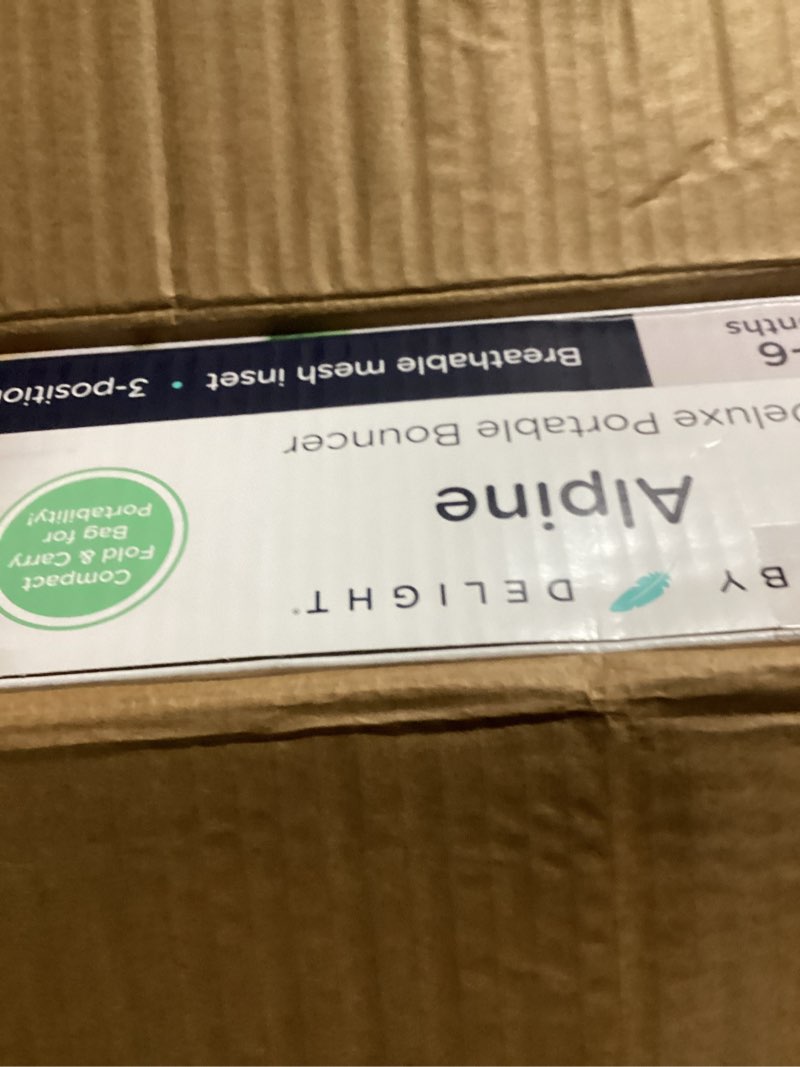 BY DELIGHT®
Compact
Fold & Carry
Bag for
Portability!
Alpine
eluxe Portable Bouncer
-6
nths
Breathable mesh inset • 3-positio